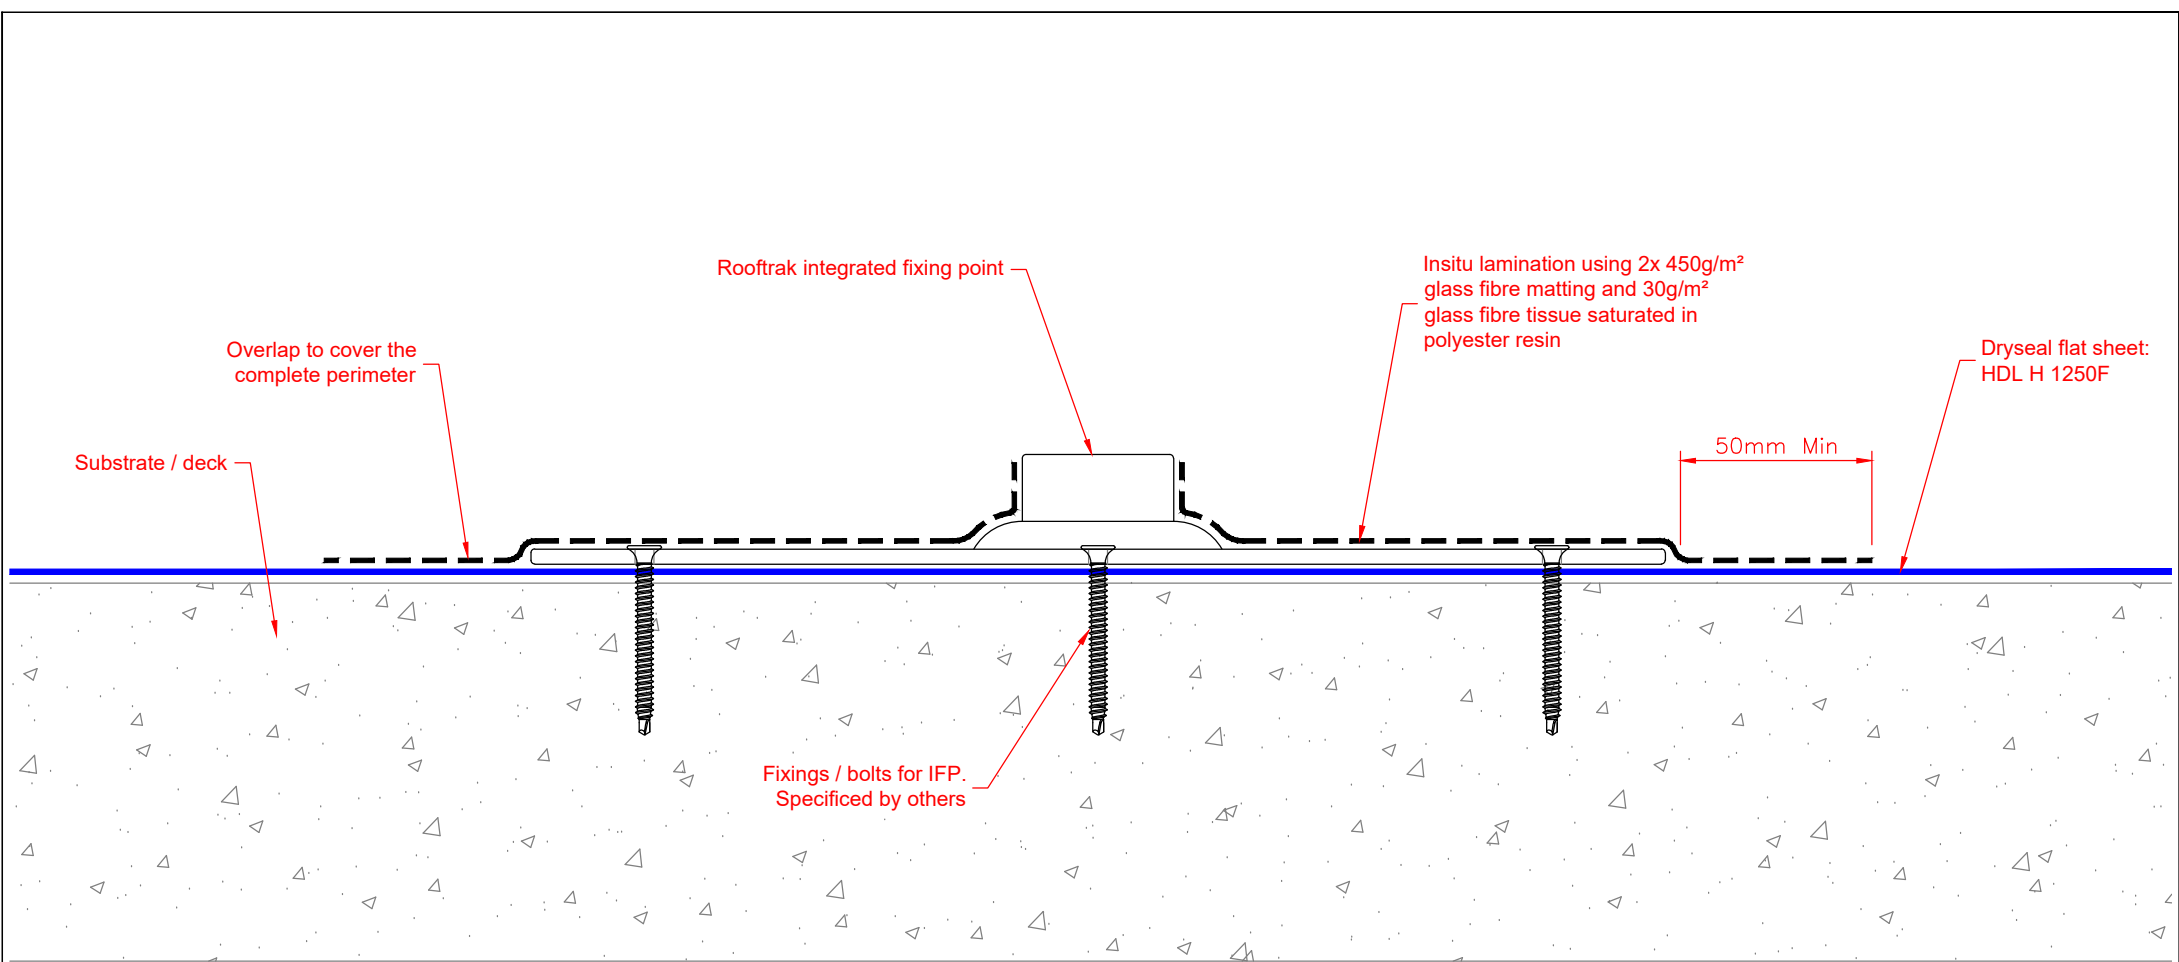 Rooftrak integrated fixing point
Insitu lamination using 2x 450g/m²
glass fibre matting and 30g/m²
glass fibre tissue saturated in
polyester resin
Overlap to cover the
complete perimeter
Dryseal flat sheet:
HDL H 1250F
50mm Min
Substrate / deck
Fixings / bolts for IFP.
Specificed by others